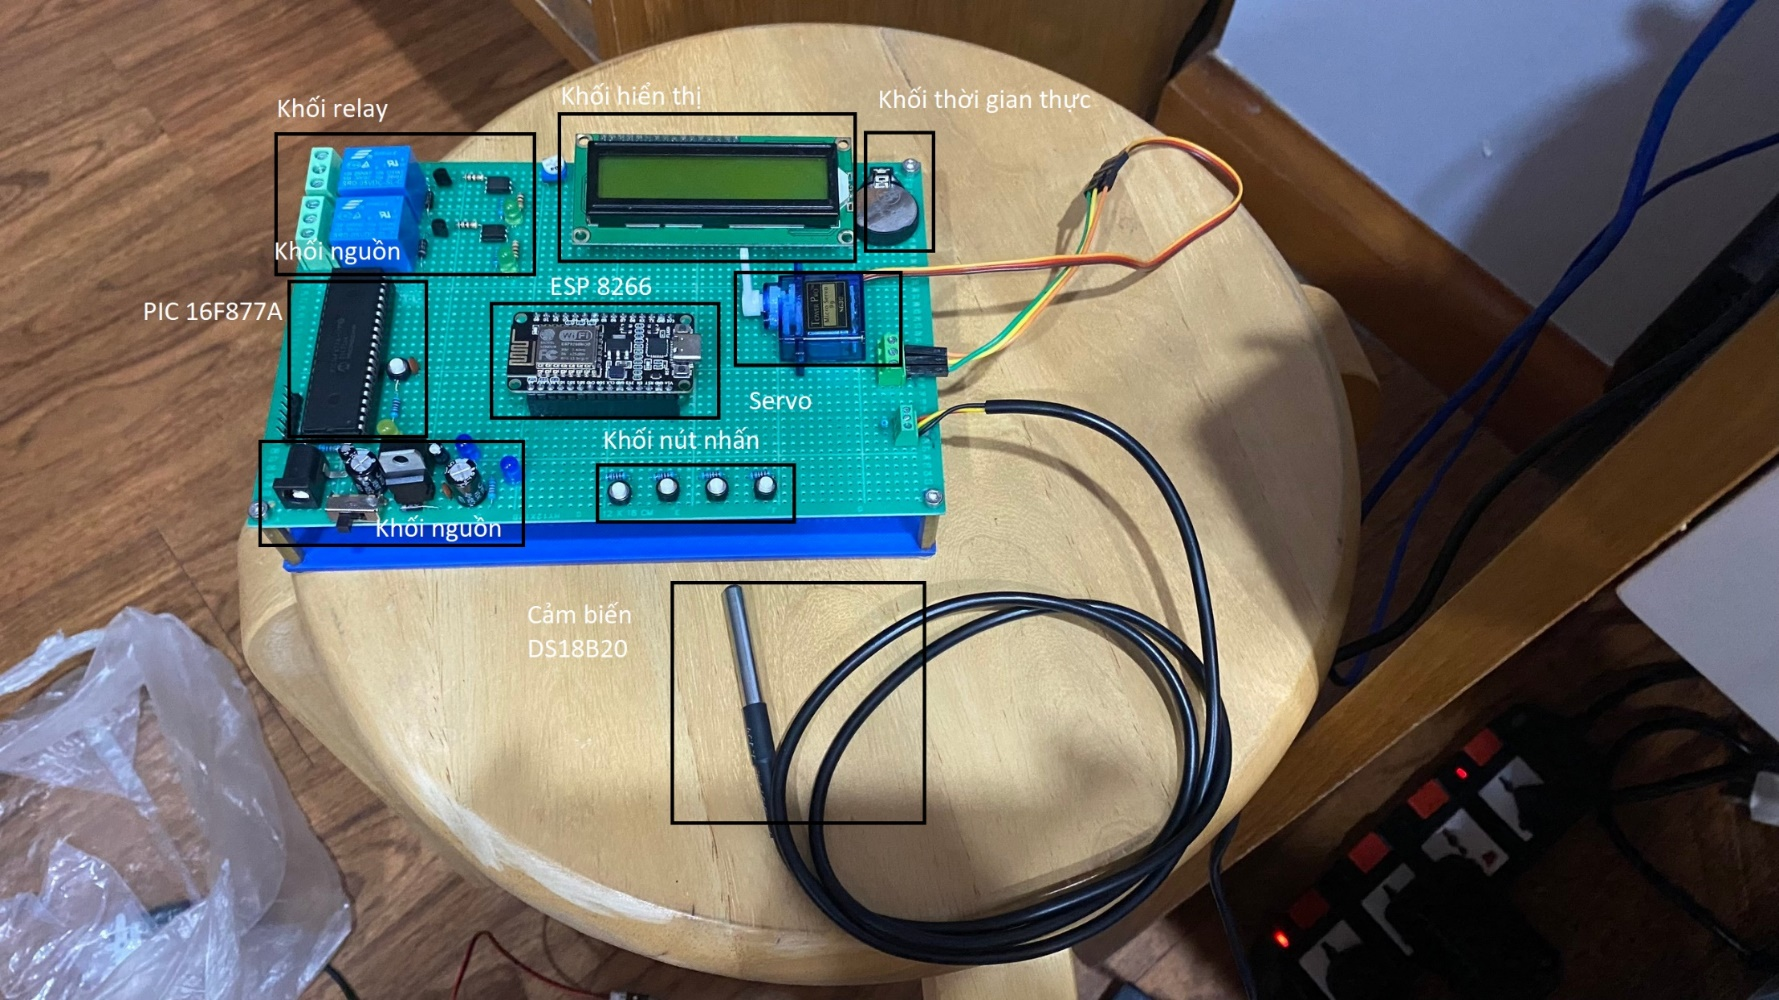 Khối relay
Khối hiển thị
Khối thời gian thực
Khối nguồn
ESP 8266
PIC 16F877A
WiFi
Servo
Khối nút nhấn
Khối nguồn
Cảm biến
DS18B20